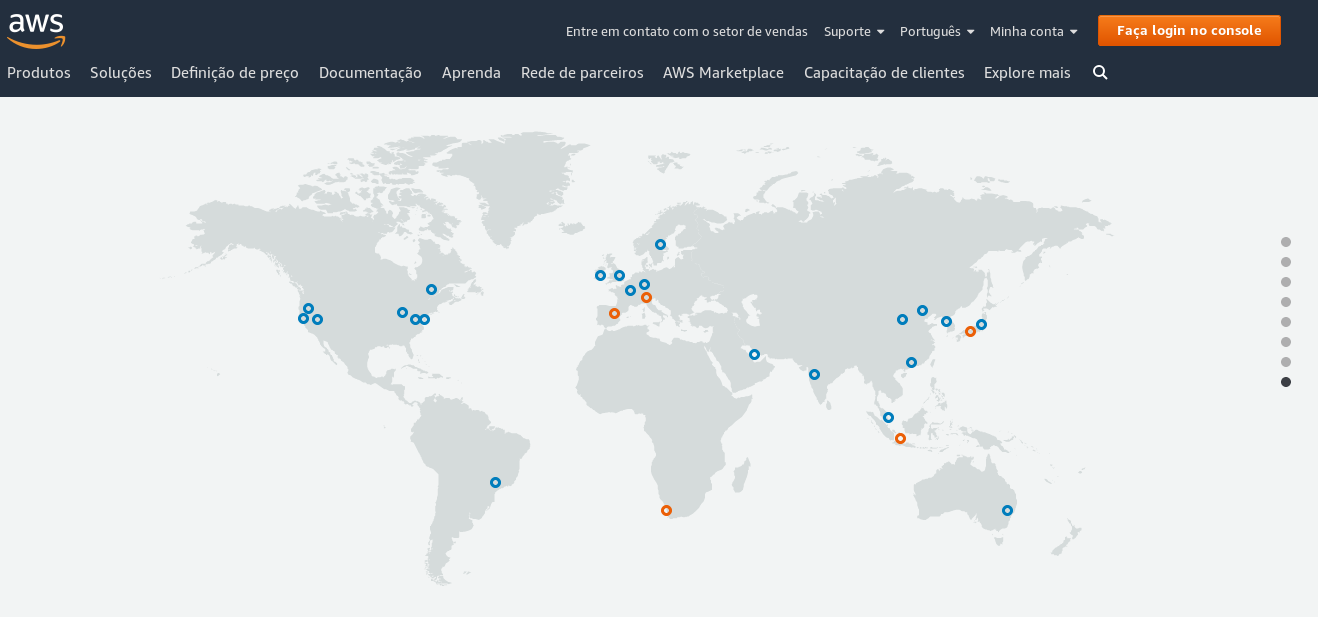 aws
Entre em contato com o setor de vendas Suporte Português Minha conta Faça login no console
Produtos Soluções Definição de preço Documentação Aprenda Rede de parceiros AWS Marketplace Capacitação de clientes Explore mais